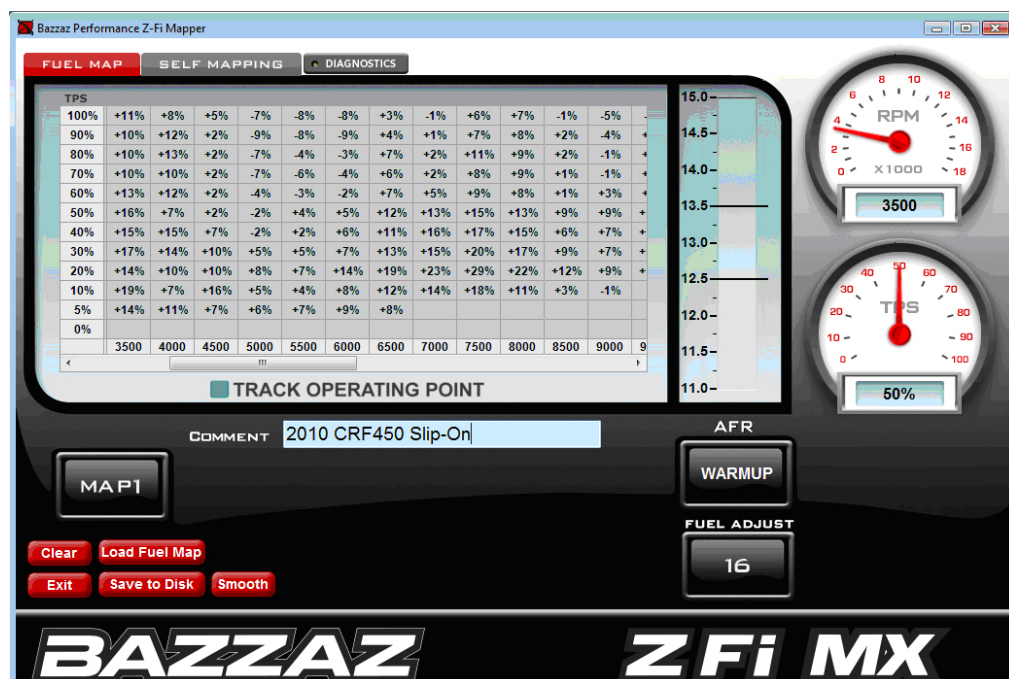 Bazzaz Performance Z-Fi Mapper
FUEL MAP SELF MAPPING DIAGNOSTICS
TPS
100% +11% +8% +5% -7% -8% -8% +3% -1% +6% +7% -1% -5%
90% +10% +12% +2% -9% -8% -9% +4% +1% +7% +8% +2% -4%
80% +10% +13% +2% -7% -4% -3% +7% +2% +11% +9% +2% -1%
70% +10% +10% +2% -7% -6% -4% +6% +2% +8% +9% +1% -1%
60% +13% +12% +2% -4% -3% -2% +7% +5% +9% +8% +1% +3%
50% +16% +7% +2% -2% +4% +5% +12% +13% +15% +13% +9% +9%
40% +15% +15% +7% -2% +2% +6% +11% +16% +17% +15% +6% +7%
30% +17% +14% +10% +5% +5% +7% +13% +15% +20% +17% +9% +7%
20% +14% +10% +10% +8% +7% +14% +19% +23% +29% +22% +12% +9%
10% +19% +7% +16% +5% +4% +8% +12% +14% +18% +11% +3% -1%
5% +14% +11% +7% +6% +7% +9% +8%
0%
3500 4000 4500 5000 5500 6000 6500 7000 7500 8000 8500 9000 9
TRACK OPERATING POINT
15.0
14.5
14.0
13.5
13.0
12.5
12.0
11.5
11.0
0 2 4 6 8 10 12 14 16 18
RPM
X1000
3500
0 10 20 30 40 50 60 70 80 90 100
TPS
50%
COMMENT 2010 CRF450 Slip-On
AFR
WARMUP
MAP1
FUEL ADJUST
16
Clear Load Fuel Map
Exit Save to Disk Smooth
BAZZAZ Z Fi MX